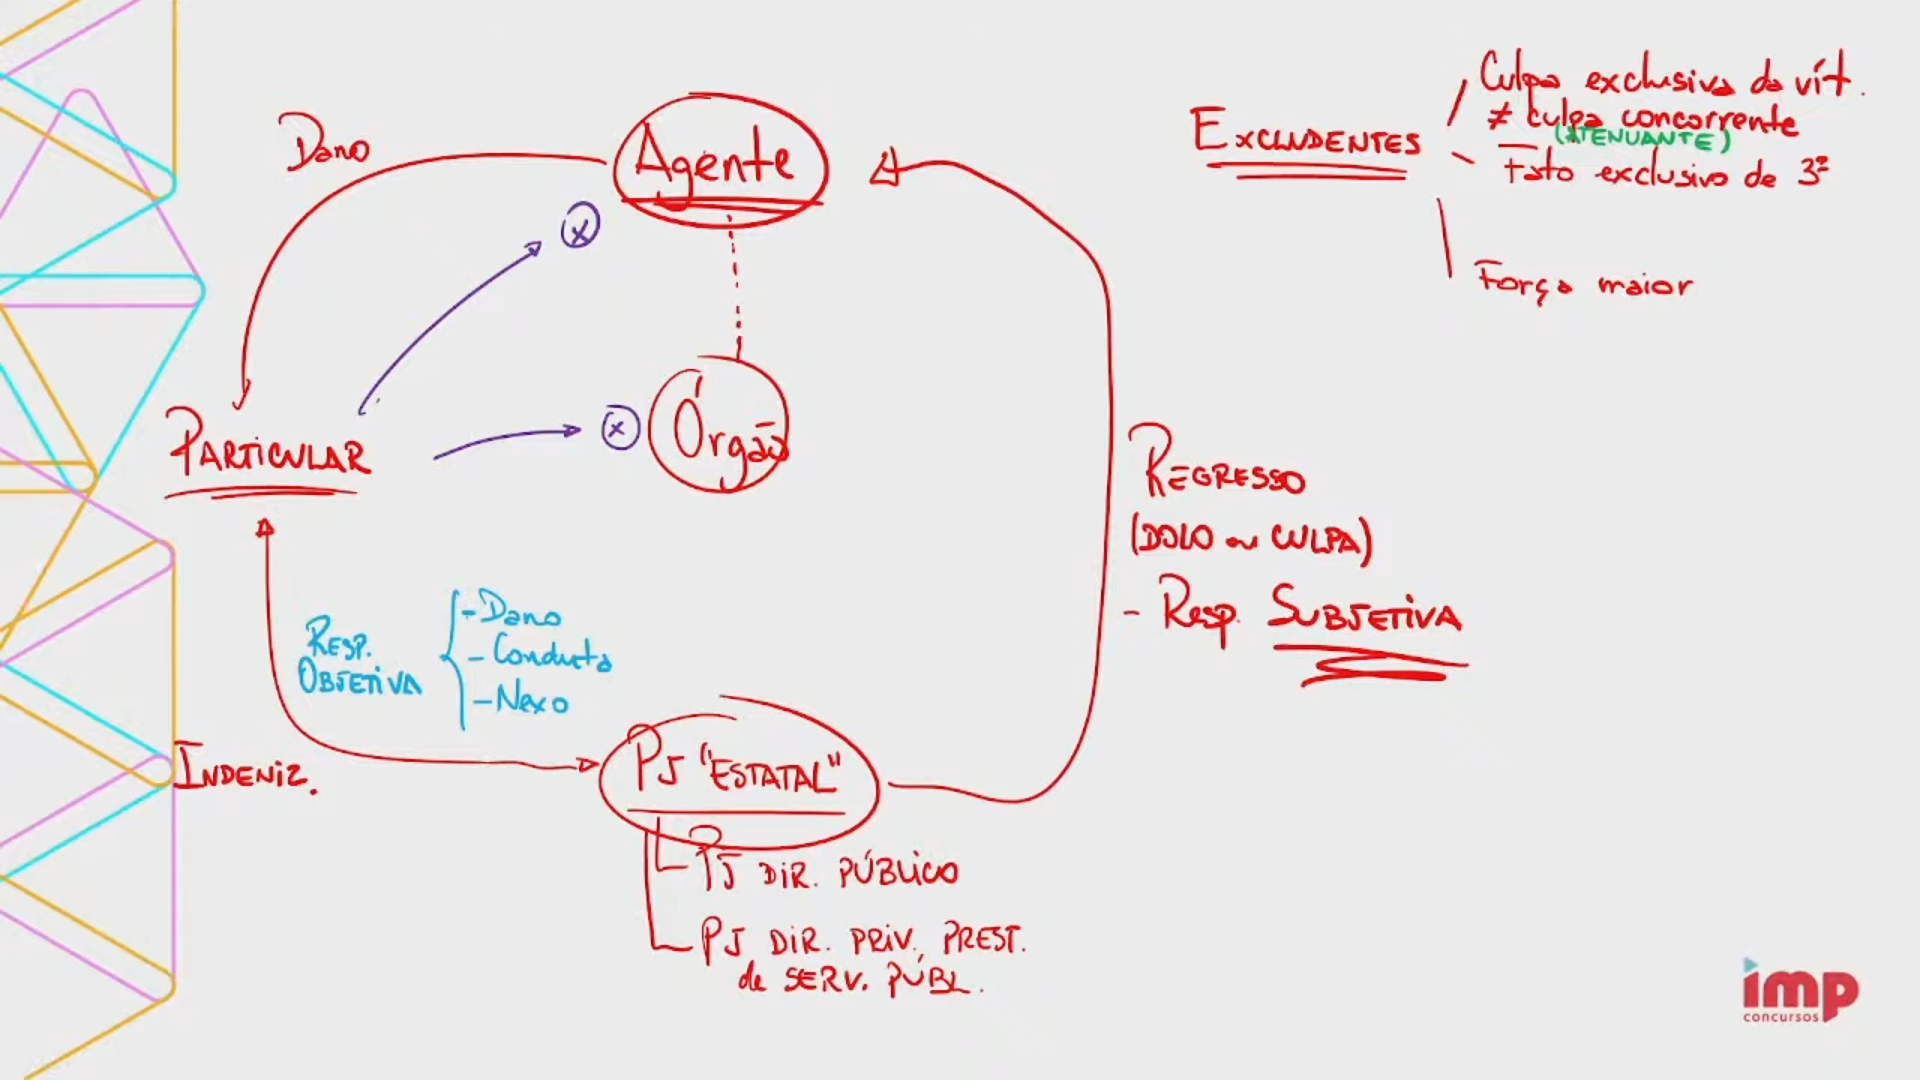 Dano
Agente
Excludentes
Culpa exclusiva da vít.
≠ culpa concorrente
(ATENUANTE)
Fato exclusivo de 3º
Força maior
Particular
Órgão
Regresso
(DOLO ou CULPA)
- Resp. SUBJETIVA
Resp.
Objetiva
- Dano
- Conduta
- Nexo
Indeniz.
PJ "ESTATAL"
PJ DIR. PÚBLICO
PJ DIR. PRIV. PREST.
de SERV. PÚBL.
imp
concursos